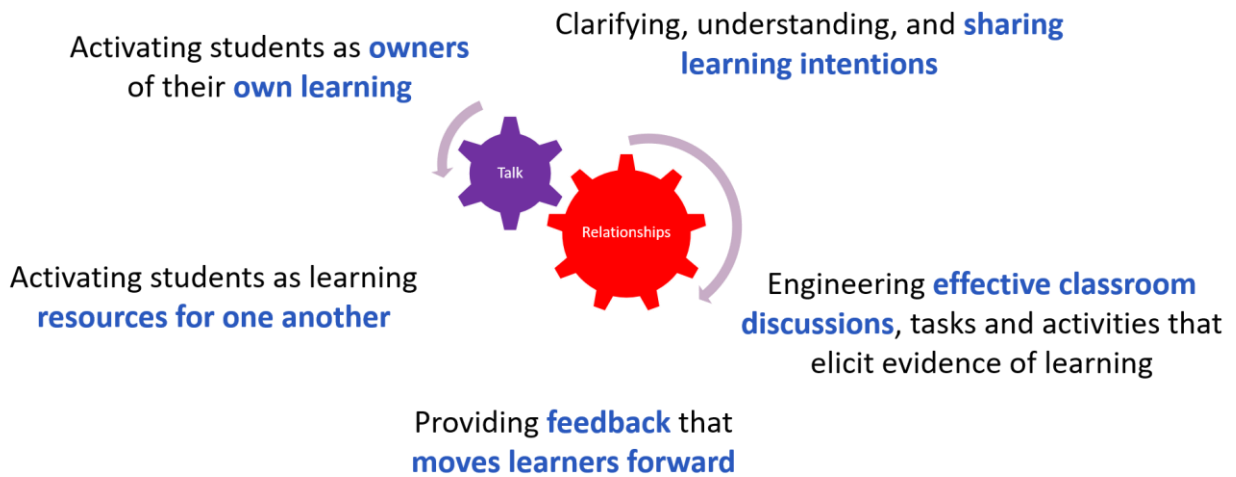 Activating students as owners
of their own learning
Clarifying, understanding, and sharing
learning intentions
Talk
Relationships
Activating students as learning
resources for one another
Engineering effective classroom
discussions, tasks and activities that
elicit evidence of learning
Providing feedback that
moves learners forward